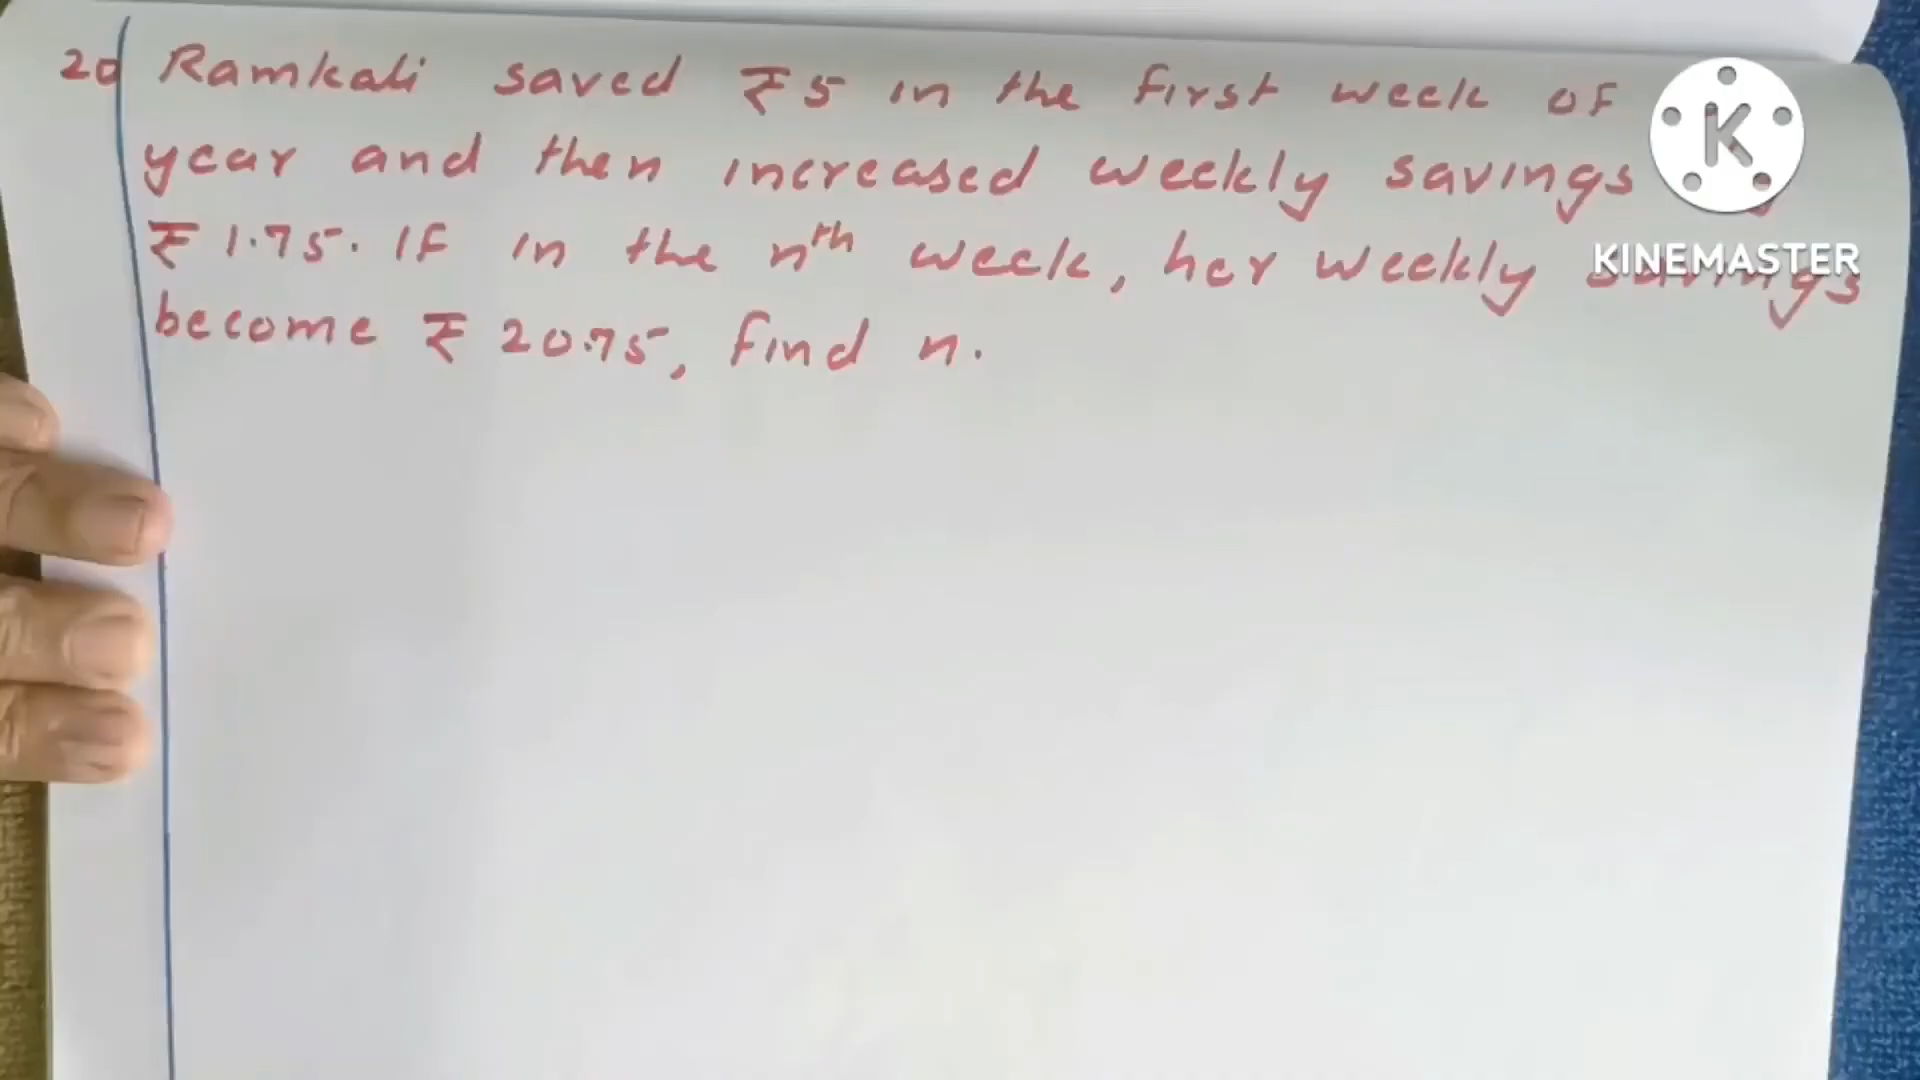 20 Ramkali saved ₹5 in the first week of
year and then increased weekly savings
₹1.75. If in the nth week, her weekly savings
become ₹20.75, find n.
K
KINEMASTER